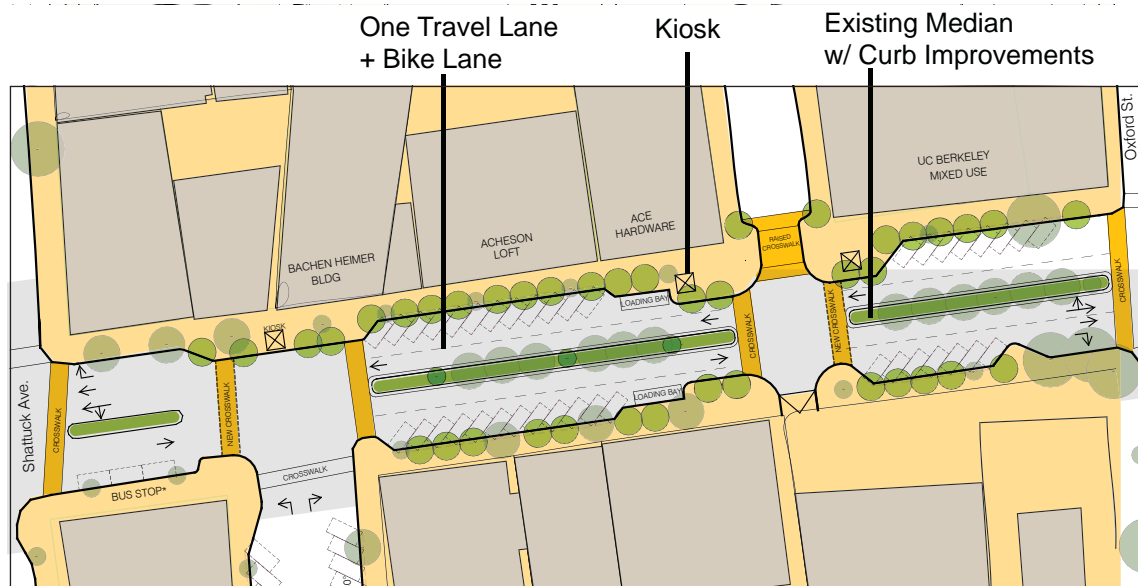 One Travel Lane
+ Bike Lane
Kiosk
Existing Median
w/ Curb Improvements
Oxford St.
UC BERKELEY
MIXED USE
ACE
HARDWARE
ACHESON
LOFT
BACHEN HEIMER
BLDG
RAISED
CROSSWALK
LOADING BAY
KIOSK
CROSSWALK
NEW CROSSWALK
CROSSWALK
LOADING BAY
Shattuck Ave.
CROSSWALK
NEW CROSSWALK
CROSSWALK
BUS STOP*